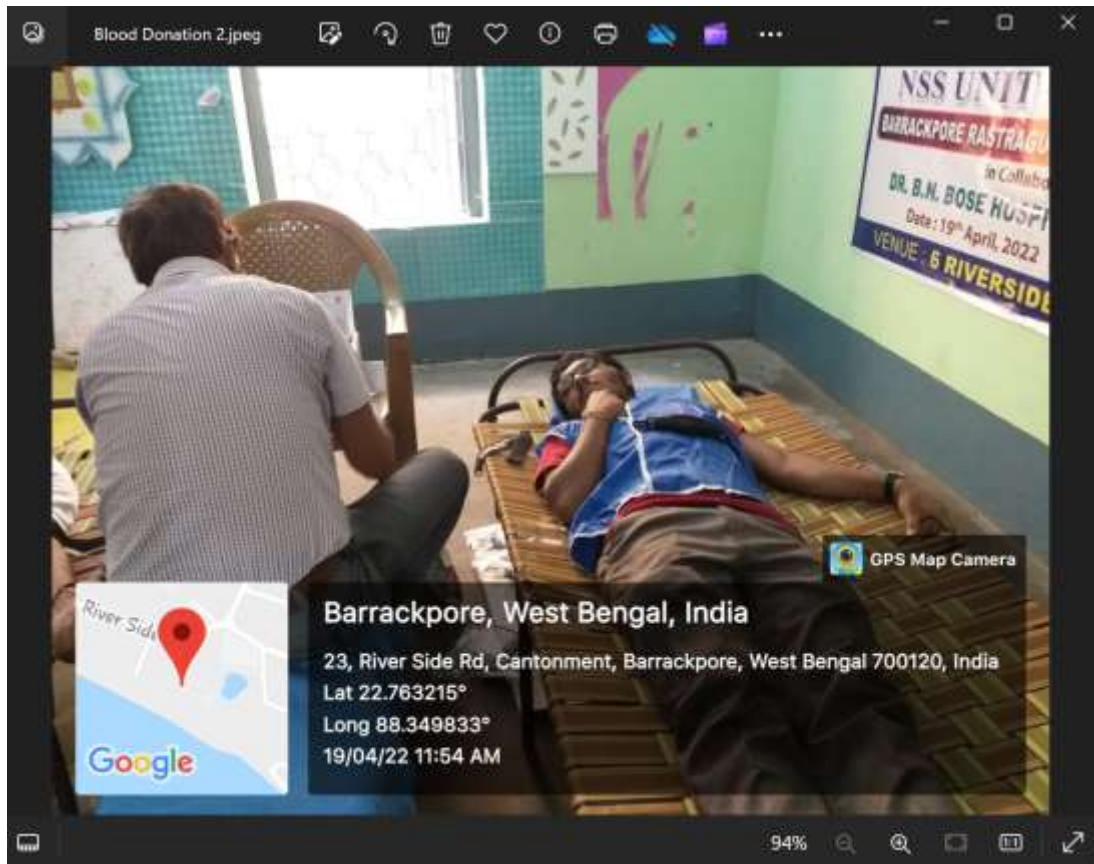 Blood Donation 2.jpeg
NSS UNIT
BARRACKPORE RASTRAGU
in Collabo
DR. B.N. BOSE HOSPI
Date : 19th April, 2022
VENUE : 6 RIVERSIDE
GPS Map Camera
River Side
Google
Barrackpore, West Bengal, India
23, River Side Rd, Cantonment, Barrackpore, West Bengal 700120, India
Lat 22.763215°
Long 88.349833°
19/04/22 11:54 AM
94%
1:1